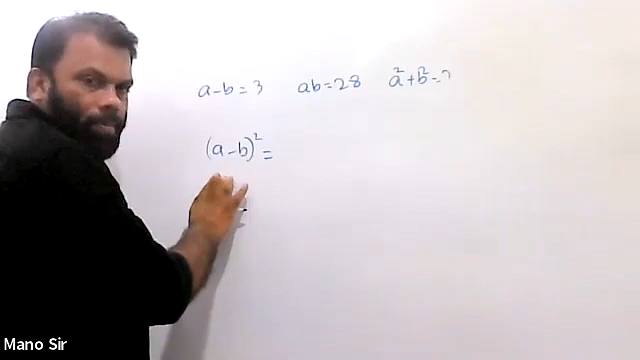 a-b=3 ab=28 a²+b²=?
(a-b)²=
Mano Sir